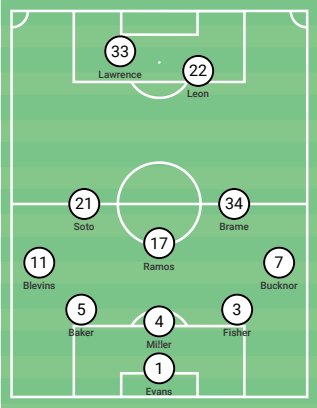 33
Lawrence
22
Leon
21
Soto
34
Brame
17
Ramos
11
Blevins
7
Bucknor
5
Baker
4
Miller
3
Fisher
1
Evans